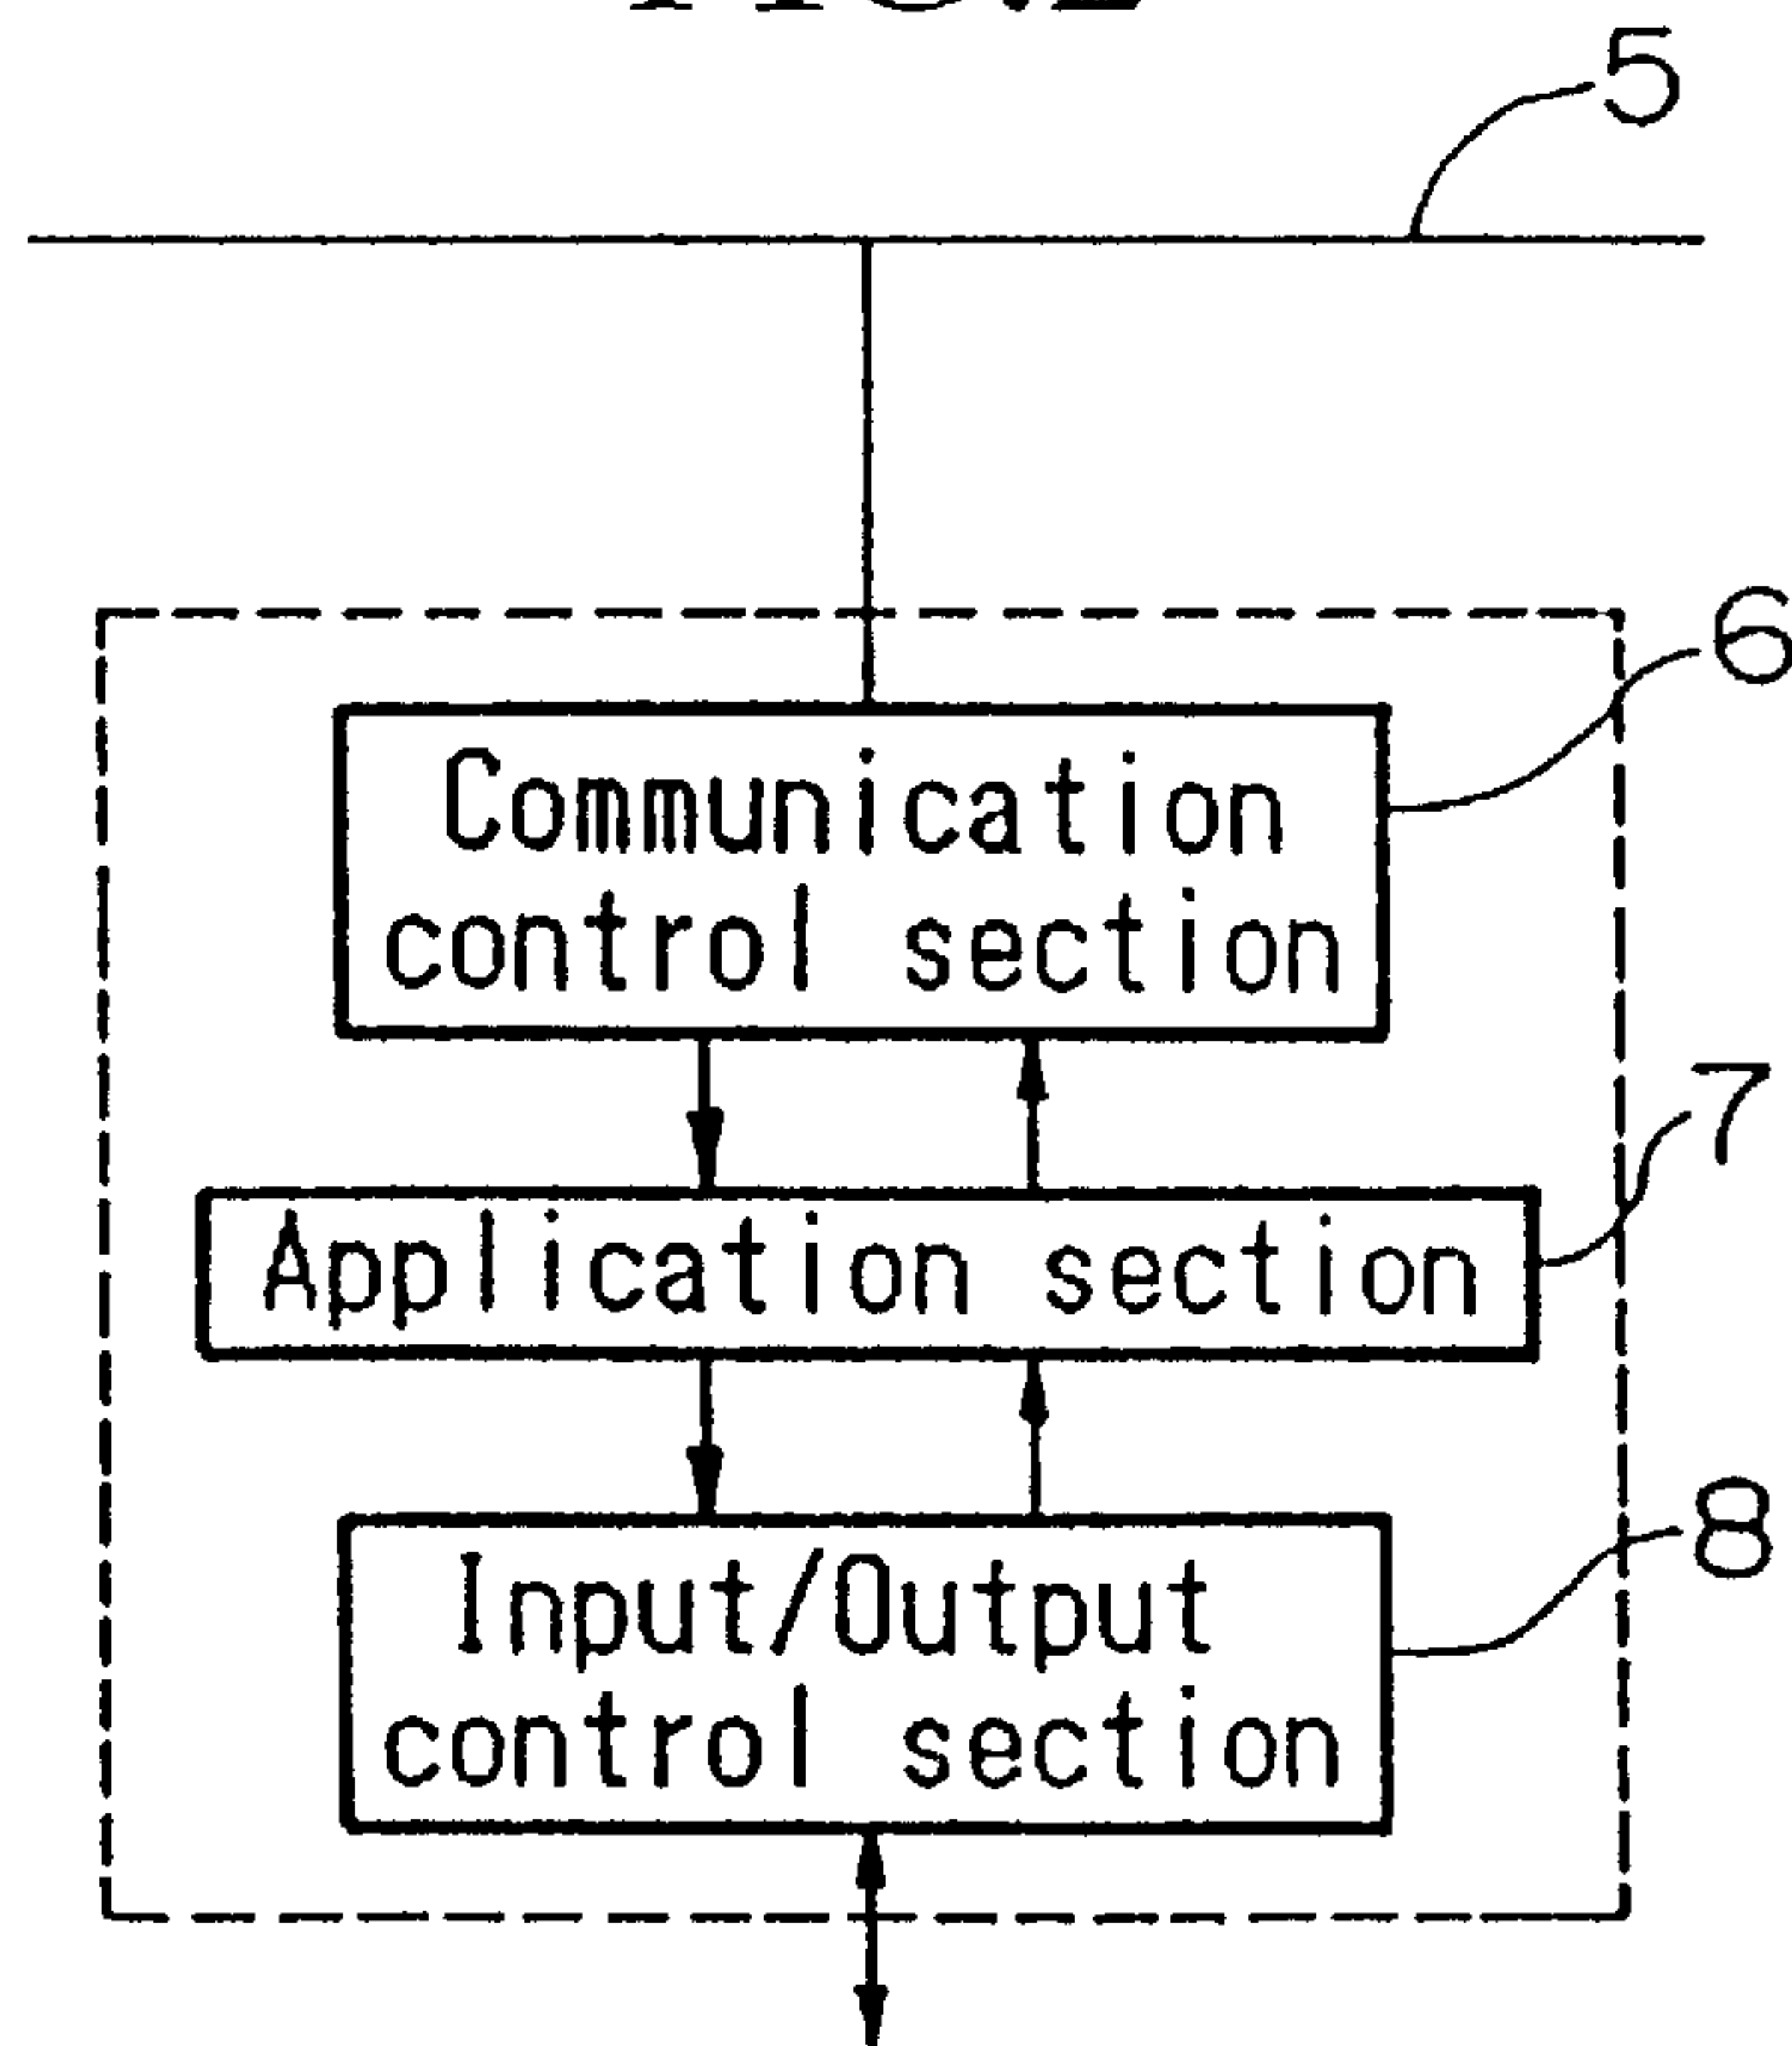 5
6
Communication
control section
7
Application section
8
Input/Output
control section